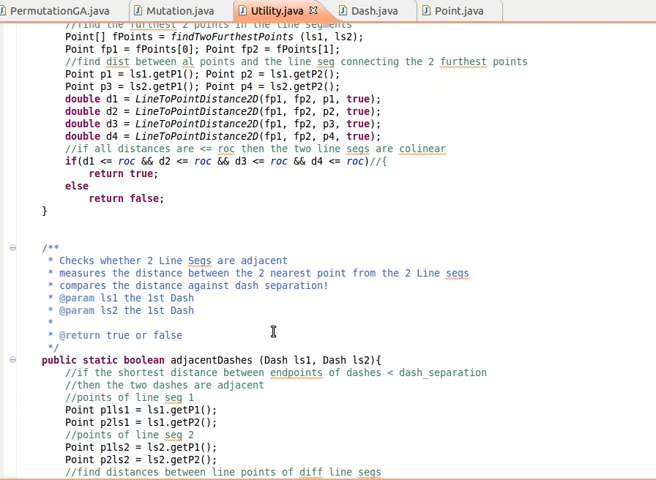 PermutationGA.java Mutation.java Utility.java Dash.java Point.java
//find the furthest 2 points in the line segments
Point[] fPoints = findTwoFurthestPoints (ls1, ls2);
Point fp1 = fPoints[0]; Point fp2 = fPoints[1];
//find dist between al points and the line seg connecting the 2 furthest points
Point p1 = ls1.getP1(); Point p2 = ls1.getP2();
Point p3 = ls2.getP1(); Point p4 = ls2.getP2();
double d1 = LineToPointDistance2D(fp1, fp2, p1, true);
double d2 = LineToPointDistance2D(fp1, fp2, p2, true);
double d3 = LineToPointDistance2D(fp1, fp2, p3, true);
double d4 = LineToPointDistance2D(fp1, fp2, p4, true);
//if all distances are <= roc then the two line segs are colinear
if(d1 <= roc && d2 <= roc && d3 <= roc && d4 <= roc)//{
return true;
else
return false;
}
/**
* Checks whether 2 Line Segs are adjacent
* measures the distance between the 2 nearest point from the 2 Line segs
* compares the distance against dash separation!
* @param ls1 the 1st Dash
* @param ls2 the 1st Dash
*
* @return true or false
*/
public static boolean adjacentDashes (Dash ls1, Dash ls2){
//if the shortest distance between endpoints of dashes < dash_separation
//then the two dashes are adjacent
//points of line seg 1
Point p1ls1 = ls1.getP1();
Point p2ls1 = ls1.getP2();
//points of line seg 2
Point p1ls2 = ls2.getP1();
Point p2ls2 = ls2.getP2();
//find distances between line points of diff line segs